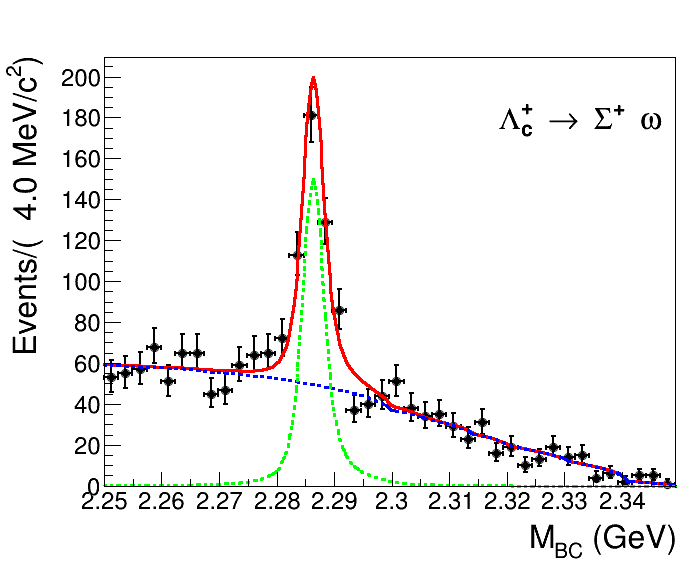 Λc+ → Σ+ ω
Events/( 4.0 MeV/c2)
200
180
160
140
120
100
80
60
40
20
0
2.25 2.26 2.27 2.28 2.29 2.3 2.31 2.32 2.33 2.34
MBC (GeV)